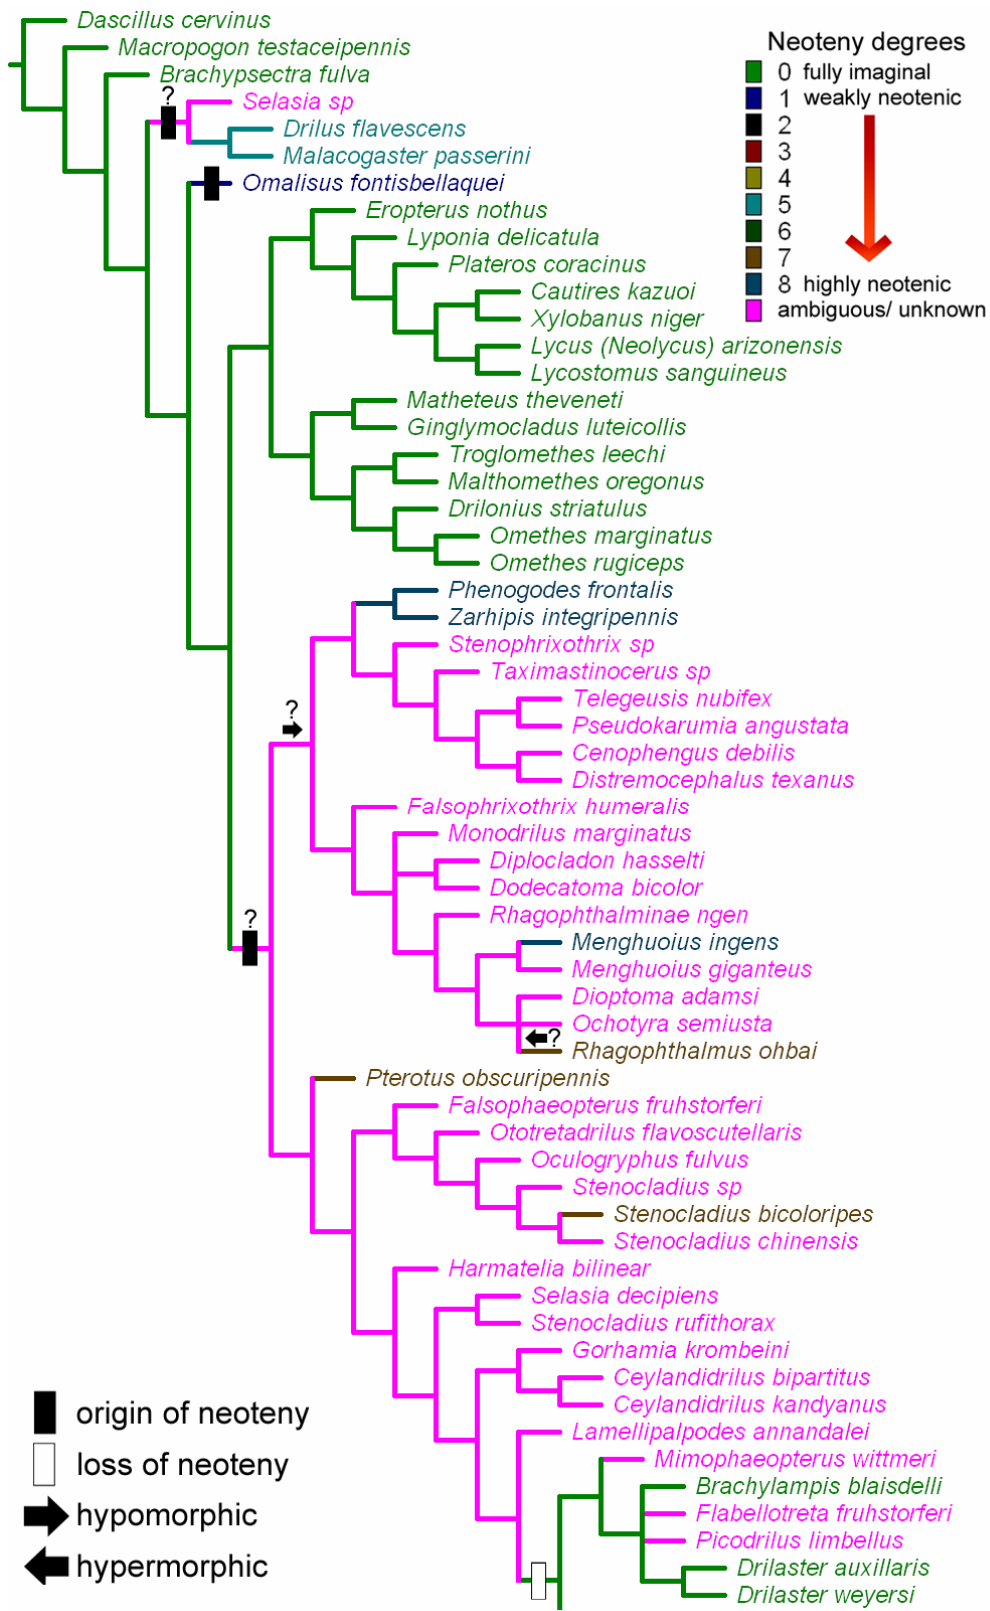 Dascillus cervinus
Macropogon testaceipennis
Brachypsectra fulva
?
Selasia sp
Drilus flavescens
Malacogaster passerini
Omalisus fontisbellaquei
Neoteny degrees
0 fully imaginal
1 weakly neotenic
2
3
4
5
6
7
8 highly neotenic
ambiguous/ unknown
Eropterus nothus
Lyponia delicatula
Plateros coracinus
Cautires kazuoi
Xylobanus niger
Lycus (Neolycus) arizonensis
Lycostomus sanguineus
Matheteus theveneti
Ginglymocladus luteicollis
Troglomethes leechi
Malthomethes oregonus
Drilonius striatulus
Omethes marginatus
Omethes rugiceps
Phenogodes frontalis
Zarhipis integripennis
Stenophrixothrix sp
Taximastinocerus sp
Telegeusis nubifex
?
Pseudokarumia angustata
Cenophengus debilis
Distremocephalus texanus
Falsophrixothrix humeralis
Monodrilus marginatus
Diplocladon hasselti
Dodecatoma bicolor
?
Rhagophthalminae ngen
Menghuoius ingens
Menghuoius giganteus
Dioptoma adamsi
Ochotyra semiusta
?
Rhagophthalmus ohbai
Pterotus obscuripennis
Falsophaeopterus fruhstorferi
Ototretadrilus flavoscutellaris
Oculogryphus fulvus
Stenocladius sp
Stenocladius bicoloripes
Stenocladius chinensis
Harmatelia bilinear
Selasia decipiens
Stenocladius rufithorax
Gorhamia krombeini
Ceylandidrilus bipartitus
Ceylandidrilus kandyanus
Lamellipalpodes annandalei
Mimophaeopterus wittmeri
Brachylampis blaisdelli
Flabellotreta fruhstorferi
Picodrilus limbellus
Drilaster auxillaris
Drilaster weyersi
origin of neoteny
loss of neoteny
hypomorphic
hypermorphic